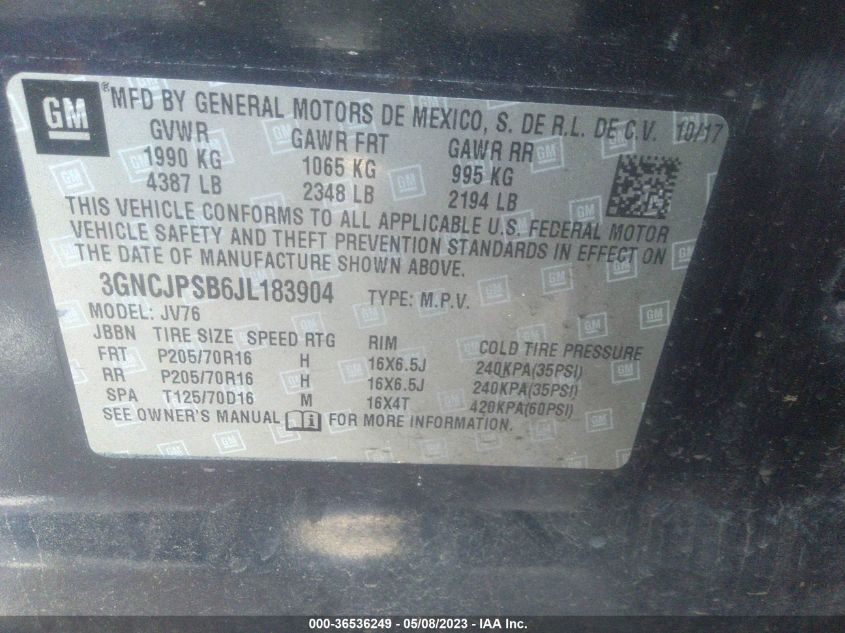 GM ® MFD BY GENERAL MOTORS DE MEXICO, S. DE R.L. DE C.V. 10/17
GVWR GAWR FRT GAWR RR
1990 KG 1065 KG 995 KG
4387 LB 2348 LB 2194 LB
THIS VEHICLE CONFORMS TO ALL APPLICABLE U.S. FEDERAL MOTOR
VEHICLE SAFETY AND THEFT PREVENTION STANDARDS IN EFFECT ON
THE DATE OF MANUFACTURE SHOWN ABOVE.
3GNCJPSB6JL183904 TYPE: M.P.V.
MODEL: JV76
JBBN TIRE SIZE SPEED RTG RIM COLD TIRE PRESSURE
FRT P205/70R16 H 16X6.5J 240KPA(35PSI)
RR P205/70R16 H 16X6.5J 240KPA(35PSI)
SPA T125/70D16 M 16X4T 420KPA(60PSI)
SEE OWNER'S MANUAL FOR MORE INFORMATION.
000-36536249 - 05/08/2023 - IAA Inc.